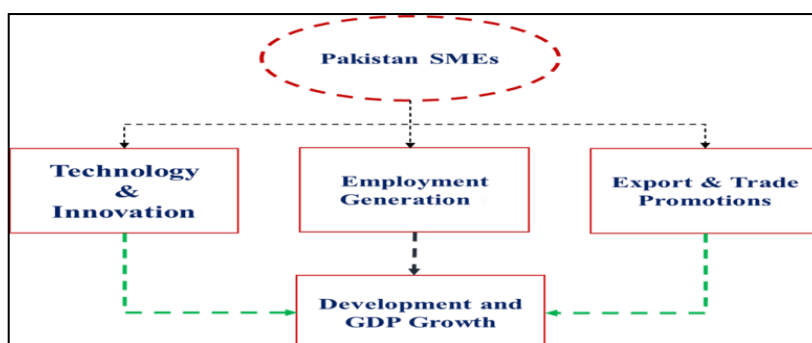 Pakistan SMEs
Technology
&
Innovation
Employment
Generation
Export & Trade
Promotions
Development and
GDP Growth